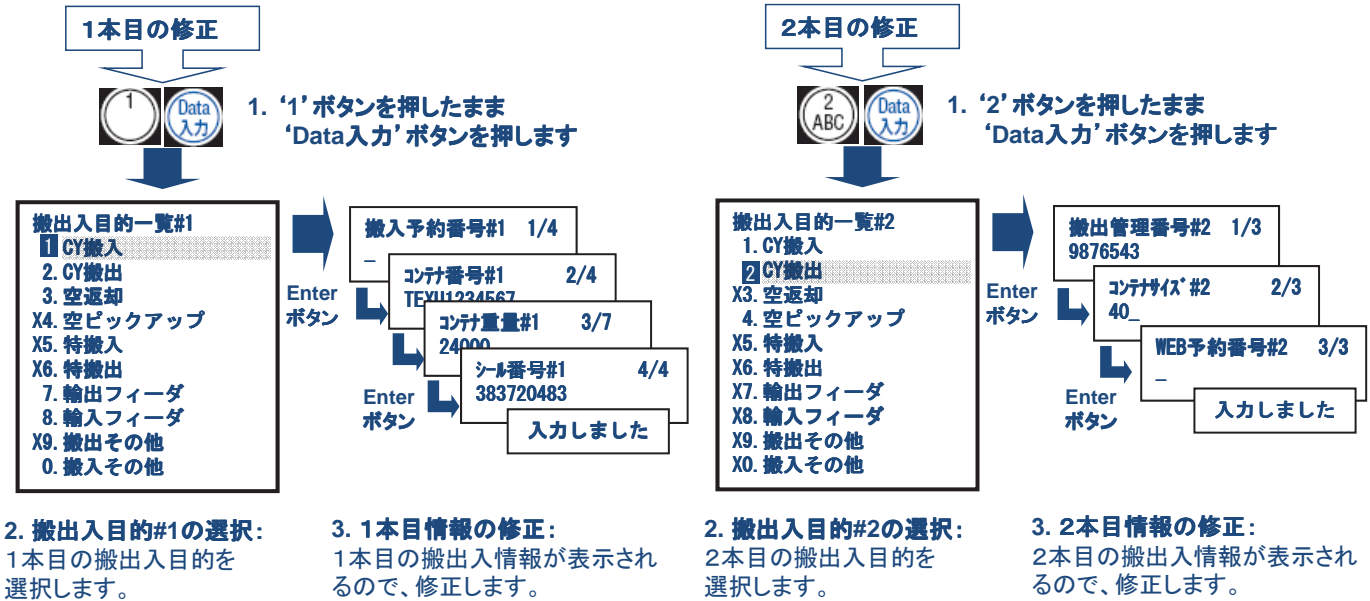 1本目の修正
1
Data
入力
1. ‘1’ボタンを押したまま
‘Data入力’ボタンを押します
搬出入目的一覧#1
1 CY搬入
2. CY搬出
3. 空返却
X4. 空ピックアップ
X5. 特搬入
X6. 特搬出
7. 輸出フィーダ
8. 輸入フィーダ
X9. 搬出その他
0. 搬入その他
Enter
ボタン
搬入予約番号#1 1/4
_
コンテナ番号#1 2/4
TEXU1234567
コンテナ重量#1 3/7
24000
シール番号#1 4/4
383720483
Enter
ボタン
入力しました
2. 搬出入目的#1の選択:
1本目の搬出入目的を
選択します。
3. 1本目情報の修正:
1本目の搬出入情報が表示され
るので、修正します。
2本目の修正
2
ABC
Data
入力
1. ‘2’ボタンを押したまま
‘Data入力’ボタンを押します
搬出入目的一覧#2
1. CY搬入
2 CY搬出
X3. 空返却
4. 空ピックアップ
X5. 特搬入
X6. 特搬出
X7. 輸出フィーダ
X8. 輸入フィーダ
X9. 搬出その他
X0. 搬入その他
Enter
ボタン
搬出管理番号#2 1/3
9876543
コンテナサイズ#2 2/3
40_
WEB予約番号#2 3/3
_
Enter
ボタン
入力しました
2. 搬出入目的#2の選択:
2本目の搬出入目的を
選択します。
3. 2本目情報の修正:
2本目の搬出入情報が表示され
るので、修正します。